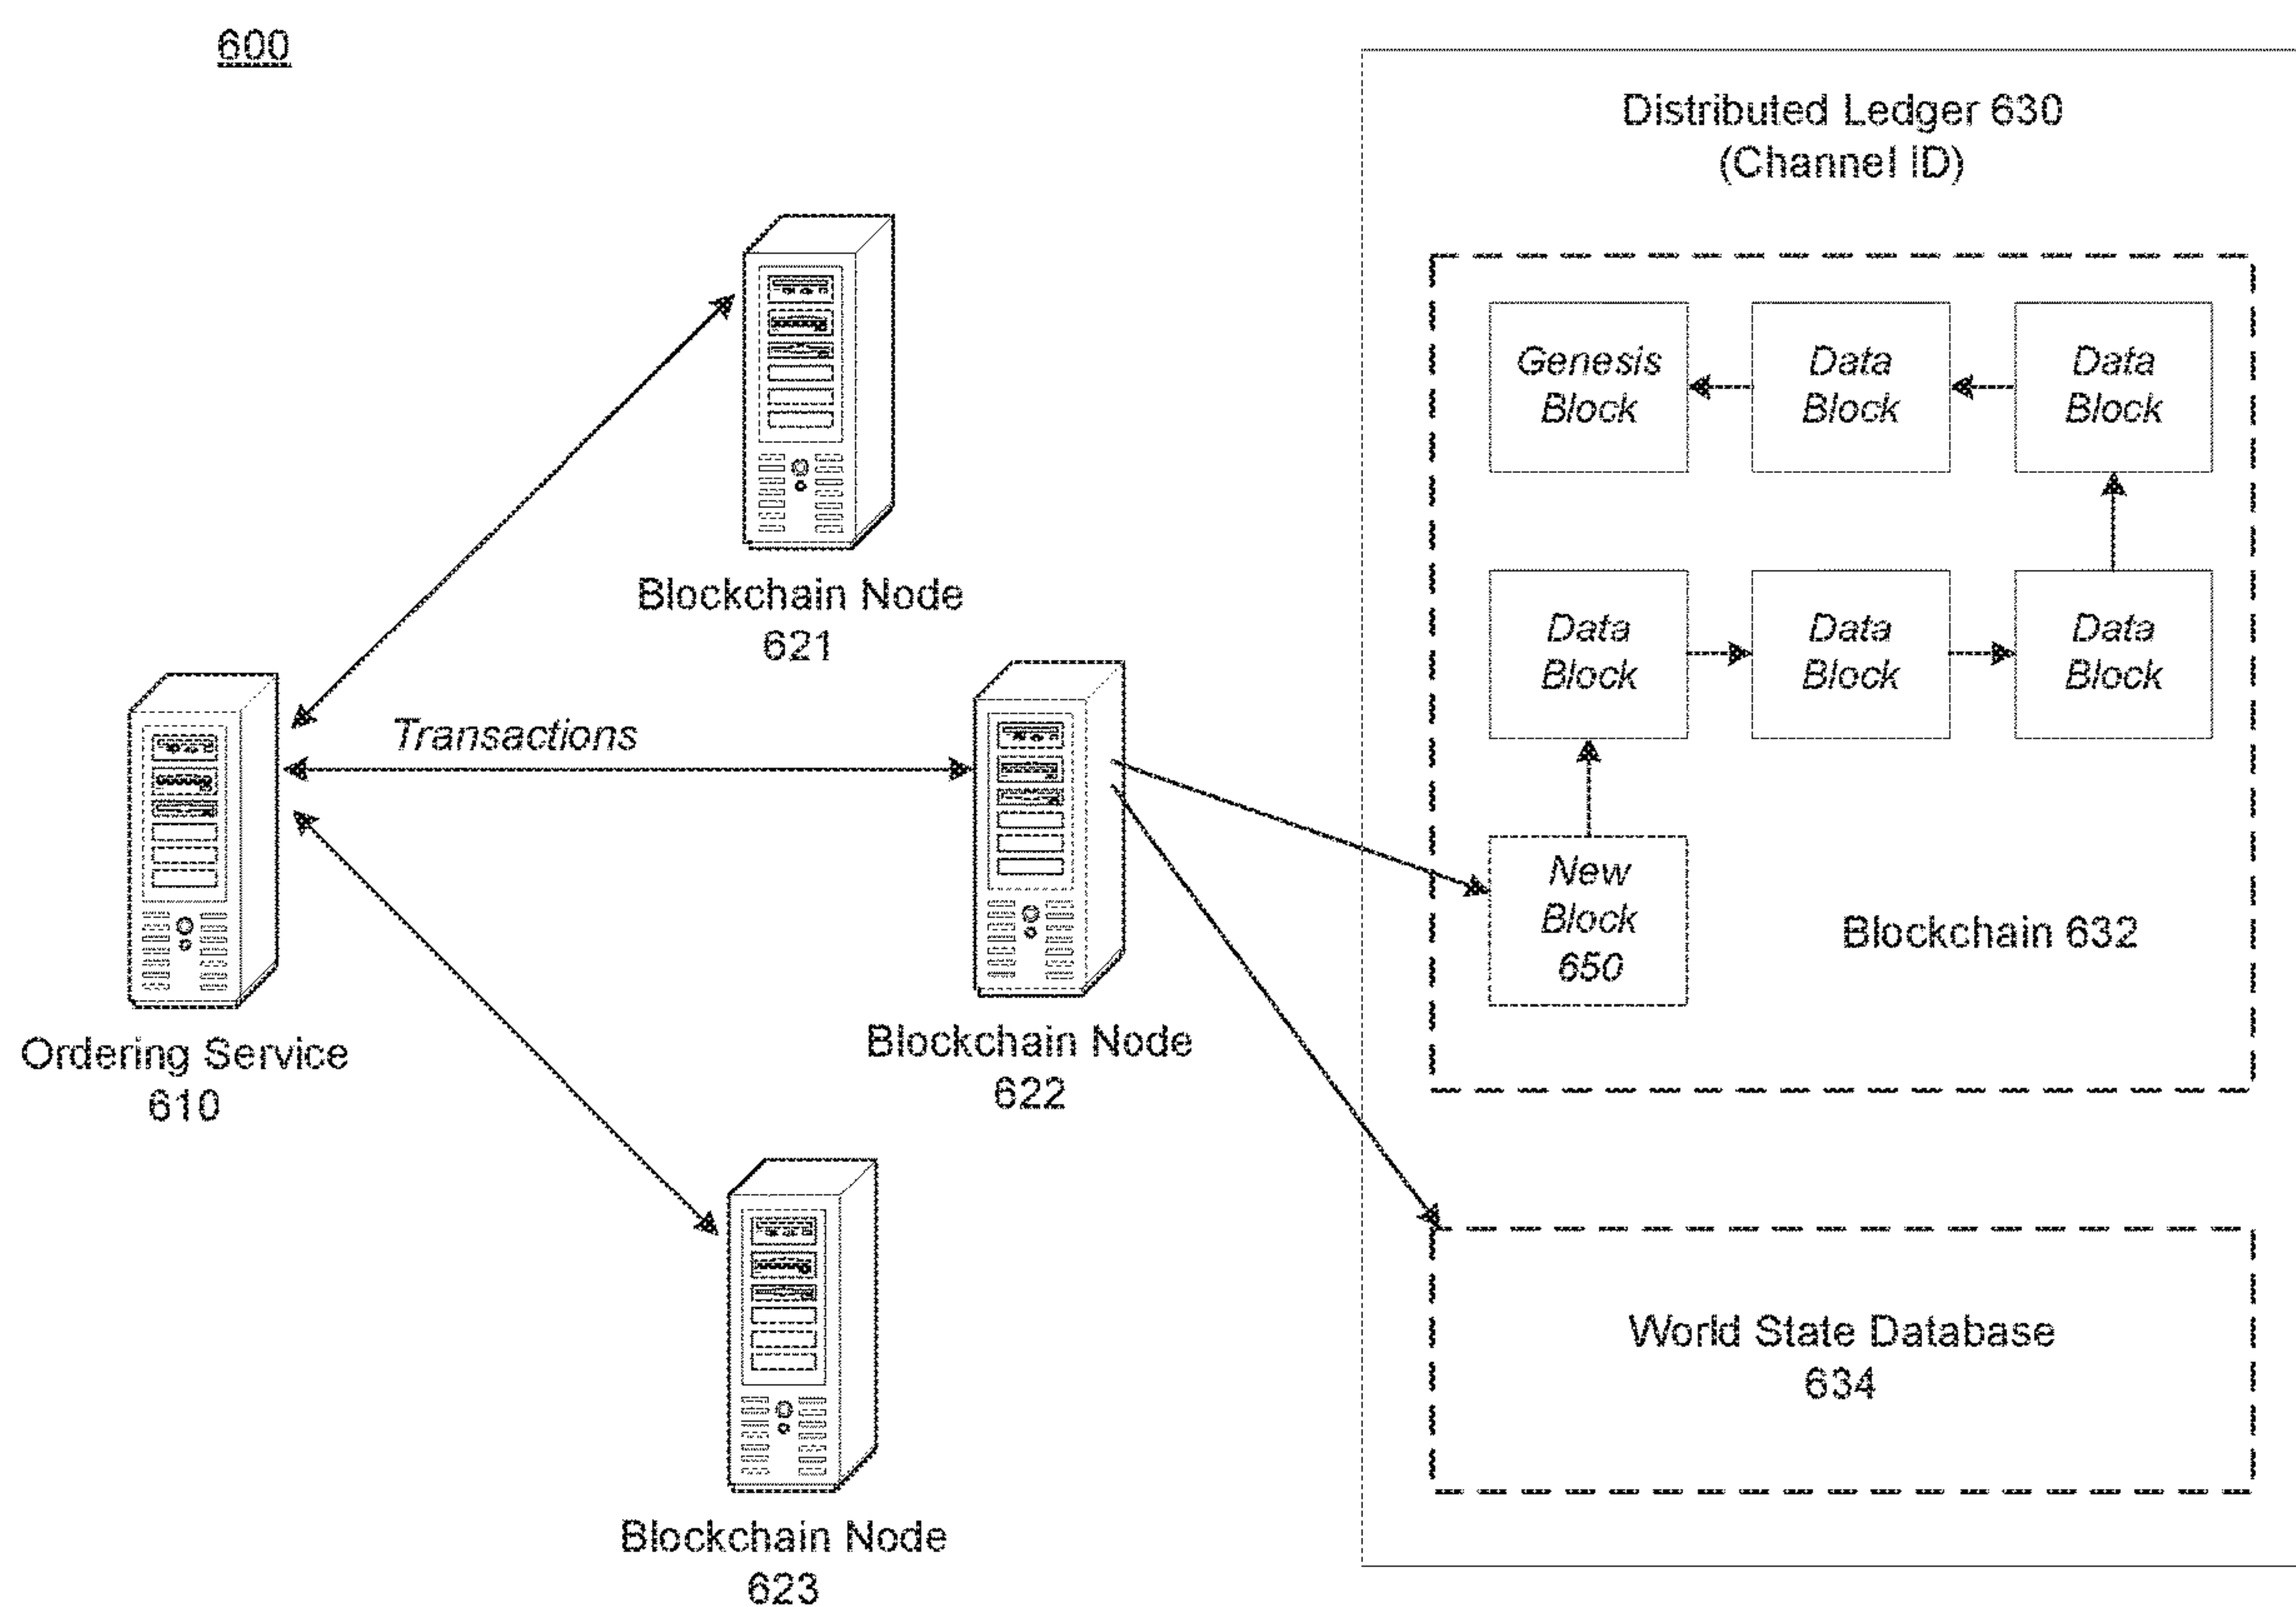 600
Distributed Ledger 630
(Channel ID)
Genesis
Block
Data
Block
Data
Block
Blockchain Node
621
Data
Block
Data
Block
Data
Block
Transactions
New
Block
650
Blockchain 632
Ordering Service
610
Blockchain Node
622
World State Database
634
Blockchain Node
623